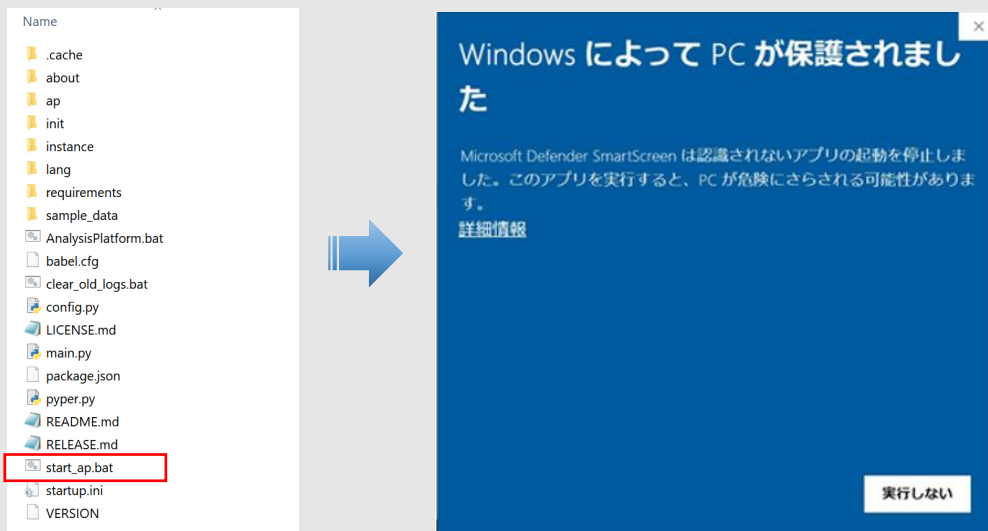 Name
.cache
about
ap
init
instance
lang
requirements
sample_data
AnalysisPlatform.bat
babel.cfg
clear_old_logs.bat
config.py
LICENSE.md
main.py
package.json
pyper.py
README.md
RELEASE.md
start_ap.bat
startup.ini
VERSION
Windows によって PC が保護されまし
た
Microsoft Defender SmartScreen は認識されないアプリの起動を停止しま
した。このアプリを実行すると、PC が危険にさらされる可能性がありま
す。
詳細情報
実行しない